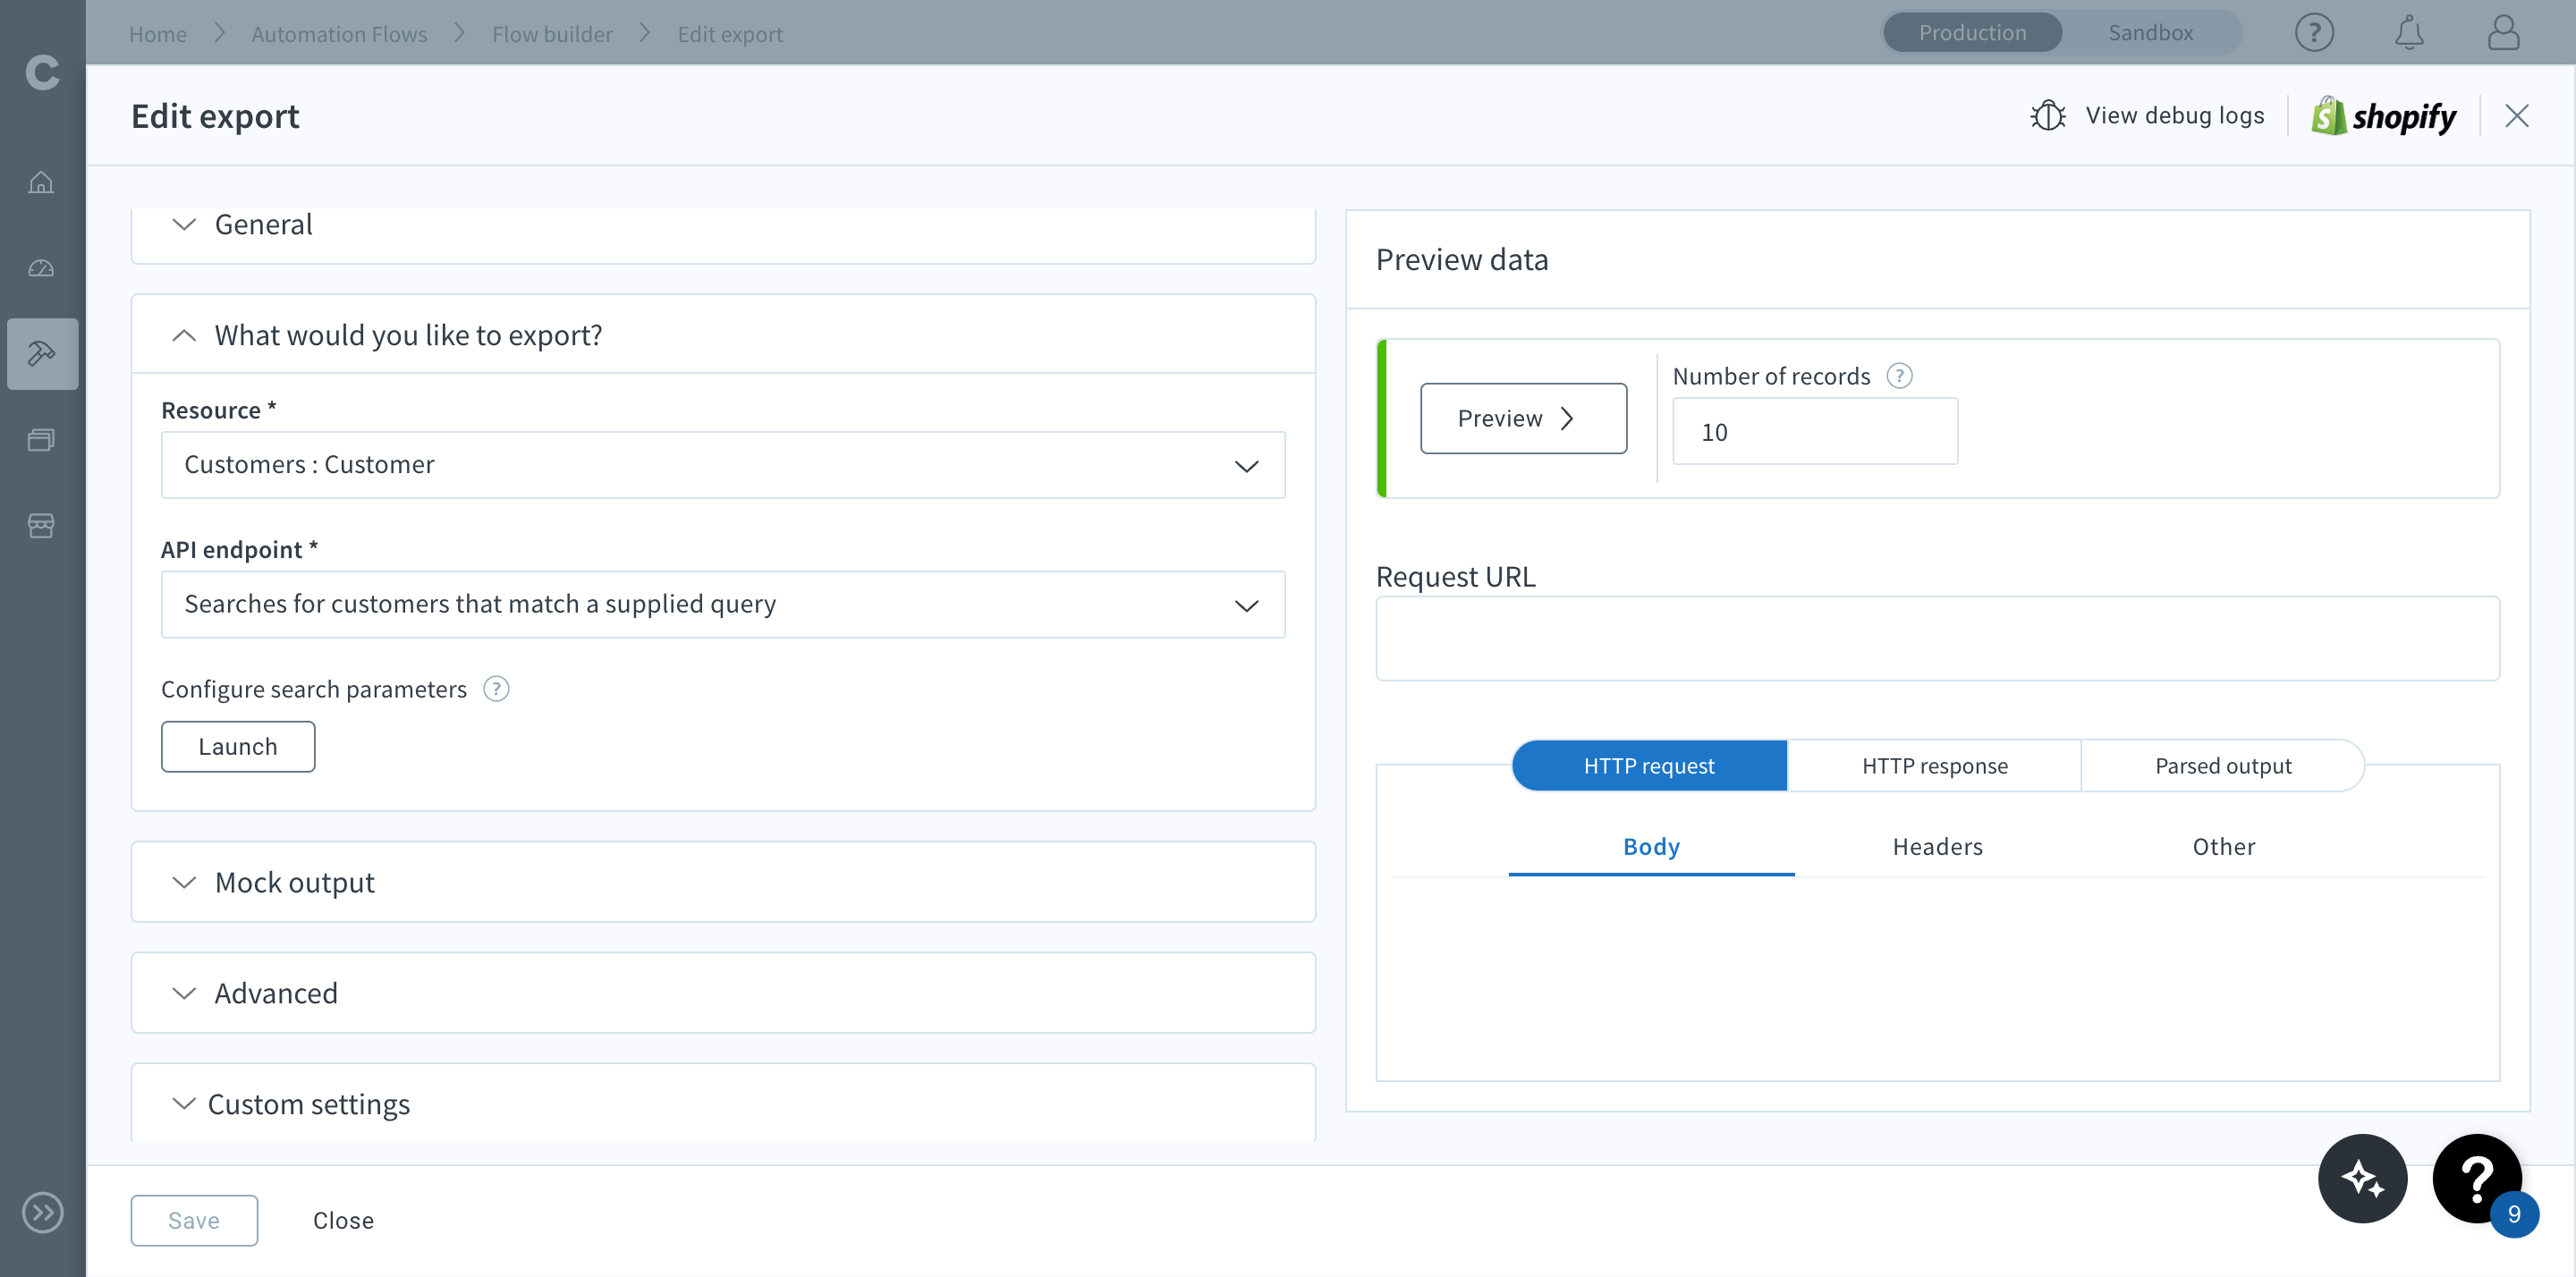 Home Automation Flows Flow builder Edit export
Production Sandbox
C
Edit export
View debug logs
shopify
General
What would you like to export?
Resource *
Customers : Customer
API endpoint *
Searches for customers that match a supplied query
Configure search parameters ?
Launch
Mock output
Advanced
Custom settings
Preview data
Preview
Number of records ?
10
Request URL
HTTP request HTTP response Parsed output
Body Headers Other
Save Close
?
9